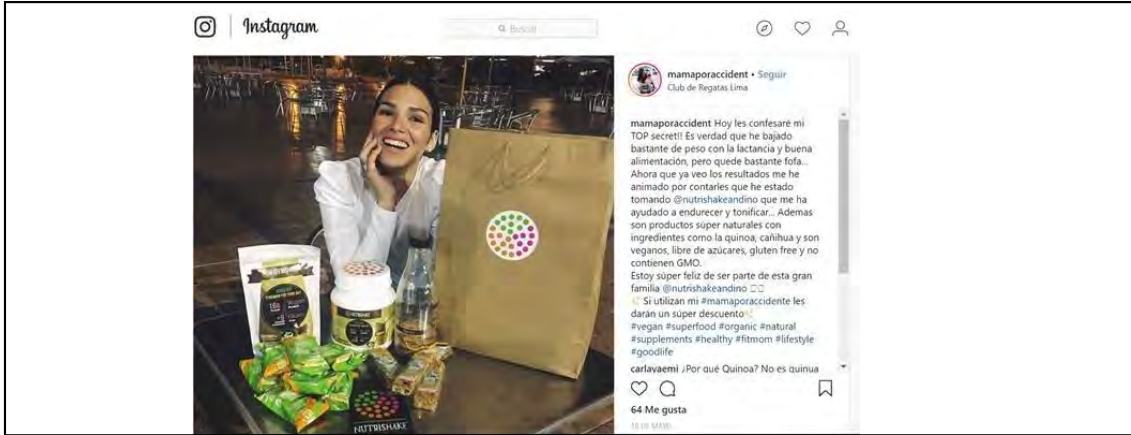 Instagram
Buscar
mamaporaccident • Seguir
Club de Regatas Lima
mamaporaccident Hoy les confesaré mi
TOP secret!! Es verdad que he bajado
bastante de peso con la lactancia y buena
alimentación, pero quede bastante fofa...
Ahora que ya veo los resultados me he
animado por contarles que he estado
tomando @nutrishakeandino que me ha
ayudado a endurecer y tonificar... Ademas
son productos súper naturales con
ingredientes como la quinoa, cañihua y son
veganos, libre de azúcares, gluten free y no
contienen GMO.
Estoy súper feliz de ser parte de esta gran
familia @nutrishakeandino
Si utilizan mi #mamaporaccidente les
darán un súper descuento
#vegan #superfood #organic #natural
#supplements #healthy #fitmom #lifestyle
#goodlife
carlayaemi ¿Por qué Quinoa? No es quinua
64 Me gusta
NUTRISHAKE